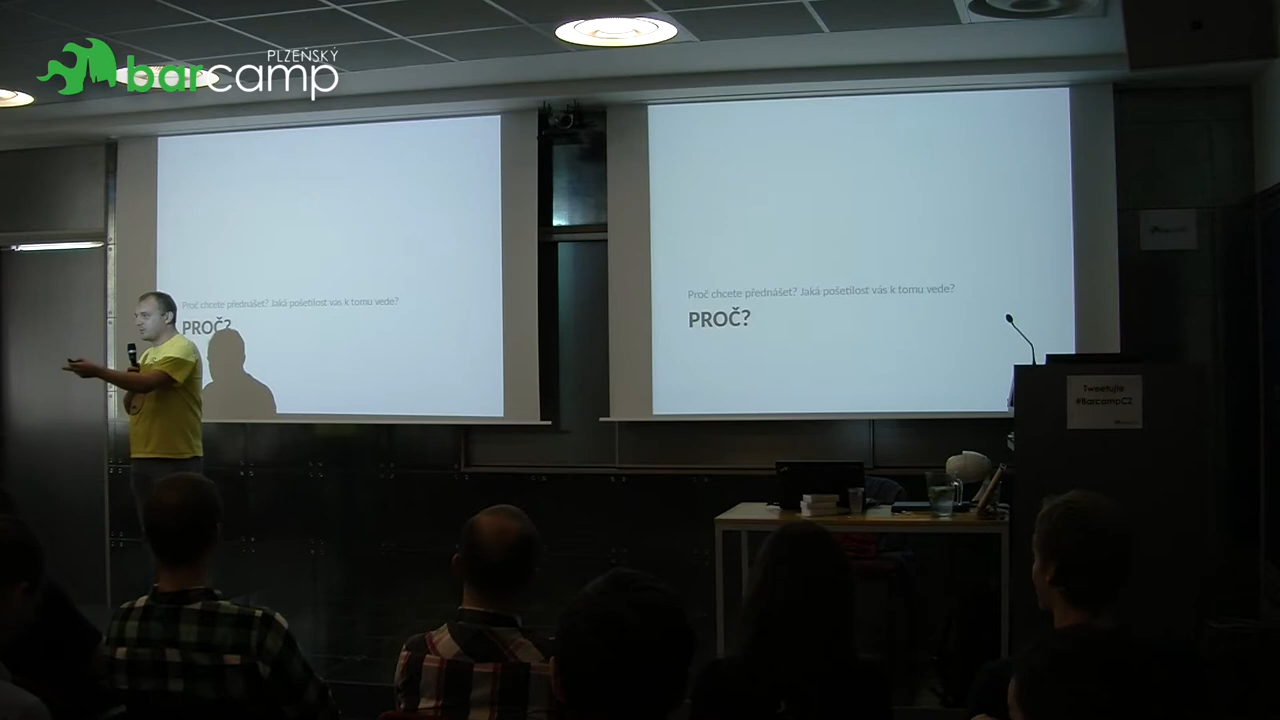 PLZEŇSKÝ
barcamp
Proč chcete přednášet? Jaká pošetilost vás k tomu vede?
PROČ?
Proč chcete přednášet? Jaká pošetilost vás k tomu vede?
PROČ?
Tweetujte
#BarcampCZ